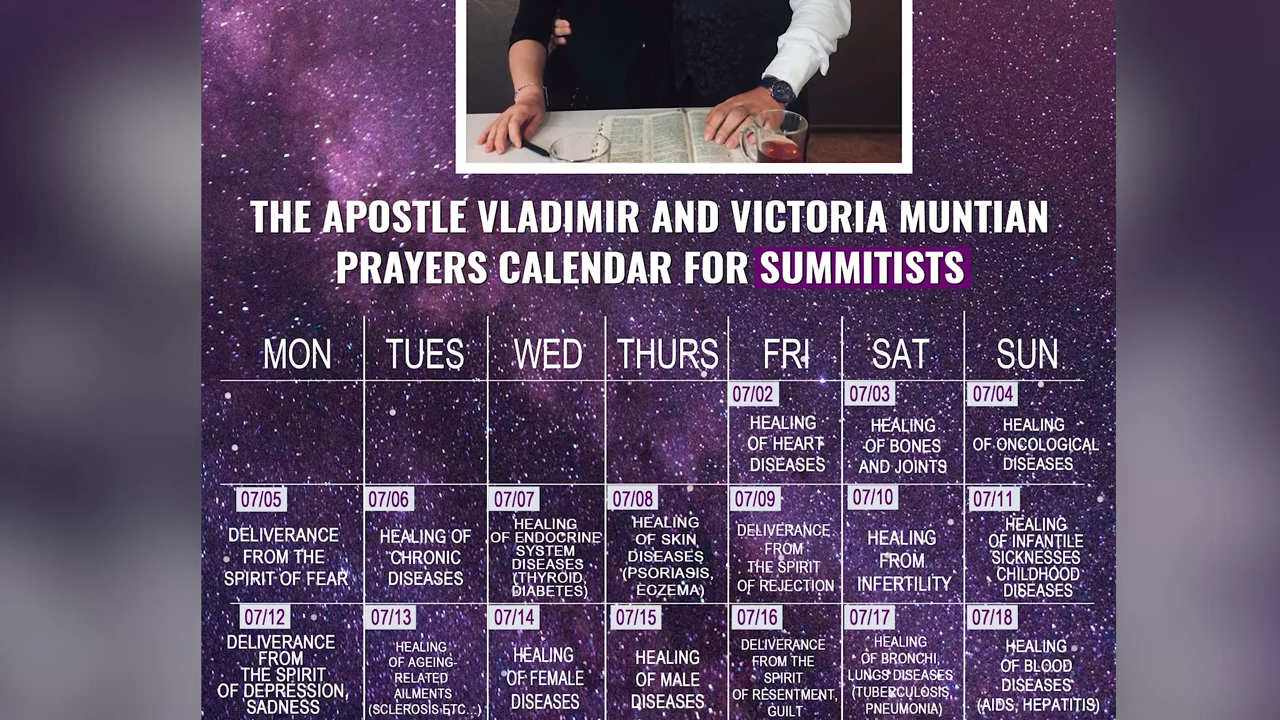 THE APOSTLE VLADIMIR AND VICTORIA MUNTIAN
PRAYERS CALENDAR FOR SUMMITISTS
MON TUES WED THURS FRI SAT SUN
07/02
HEALING
OF HEART
DISEASES
07/03
HEALING
OF BONES
AND JOINTS
07/04
HEALING
OF ONCOLOGICAL
DISEASES
07/05
DELIVERANCE
FROM THE
SPIRIT OF FEAR
07/06
HEALING OF
CHRONIC
DISEASES
07/07
HEALING
OF ENDOCRINE
SYSTEM
DISEASES
(THYROID,
DIABETES)
07/08
HEALING
OF SKIN
DISEASES
(PSORIASIS,
ECZEMA)
07/09
DELIVERANCE
FROM
THE SPIRIT
OF REJECTION
07/10
HEALING
FROM
INFERTILITY
07/11
HEALING
OF INFANTILE
SICKNESSES
CHILDHOOD
DISEASES
07/12
DELIVERANCE
FROM
THE SPIRIT
OF DEPRESSION,
SADNESS
07/13
HEALING
OF AGEING-
RELATED
AILMENTS
(SCLEROSIS ETC...)
07/14
HEALING
OF FEMALE
DISEASES
07/15
HEALING
OF MALE
DISEASES
07/16
DELIVERANCE
FROM THE
SPIRIT
OF RESENTMENT,
GUILT
07/17
HEALING
OF BRONCHI,
LUNGS DISEASES
(TUBERCULOSIS,
PNEUMONIA)
07/18
HEALING
OF BLOOD
DISEASES
(AIDS, HEPATITIS)